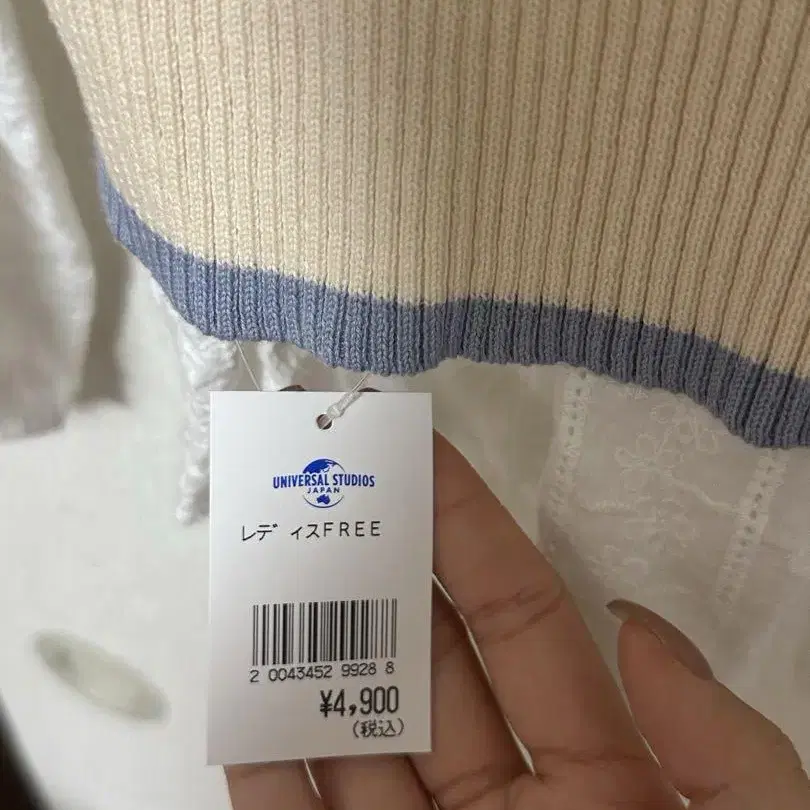 UNIVERSAL STUDIOS
JAPAN
レディスFREE
2 0043452 9928 8
¥4,900
(税込)